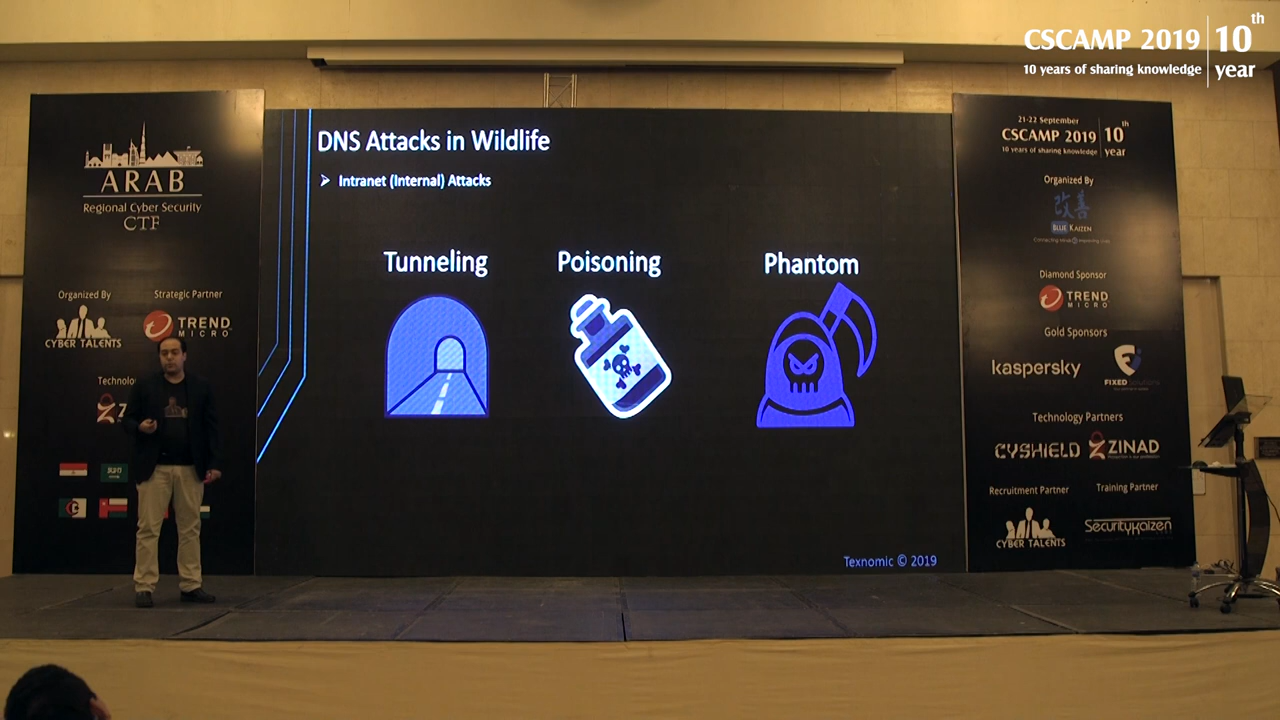 CSCAMP 2019
10 years of sharing knowledge
10th
year
ARAB
Regional Cyber Security
CTF
Organized By
CYBER TALENTS
Strategic Partner
TREND
MICRO
DNS Attacks in Wildlife
Intranet (Internal) Attacks
Tunneling
Poisoning
Phantom
Texnomic © 2019
21-22 September
CSCAMP 2019
10 years of sharing knowledge
10th
year
Organized By
改善
BLUE KAIZEN
Diamond Sponsor
TREND
MICRO
Gold Sponsors
kaspersky
FIXED
Technology Partners
CYSHIELD
ZINAD
Recruitment Partner
CYBER TALENTS
Training Partner
Securitykaizen